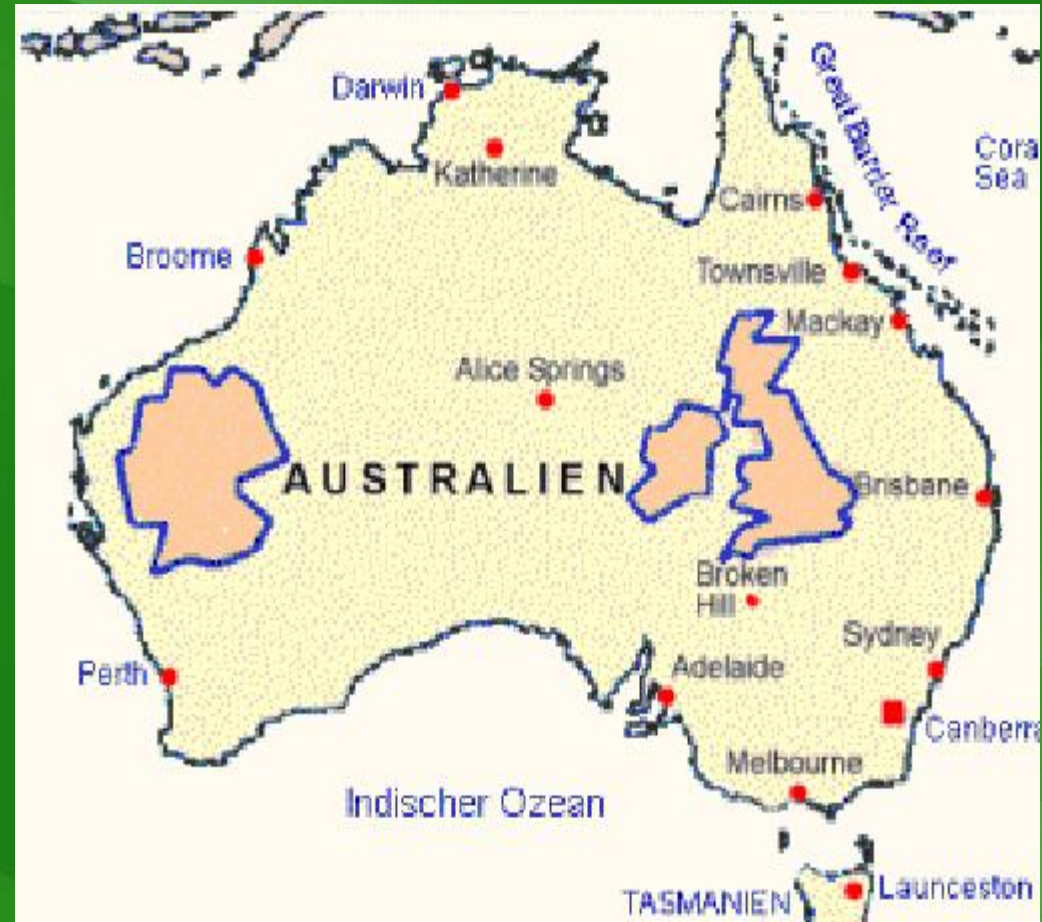 Darwin
Katherine
Great Barrier Reef
Cora
Sea
Cairns
Broome
Townsville
Mackay
Alice Springs
AUSTRALIEN
Brisbane
Broken
Hill
Sydney
Perth
Adelaide
Canberra
Melbourne
Indischer Ozean
TASMANIEN
Launceston